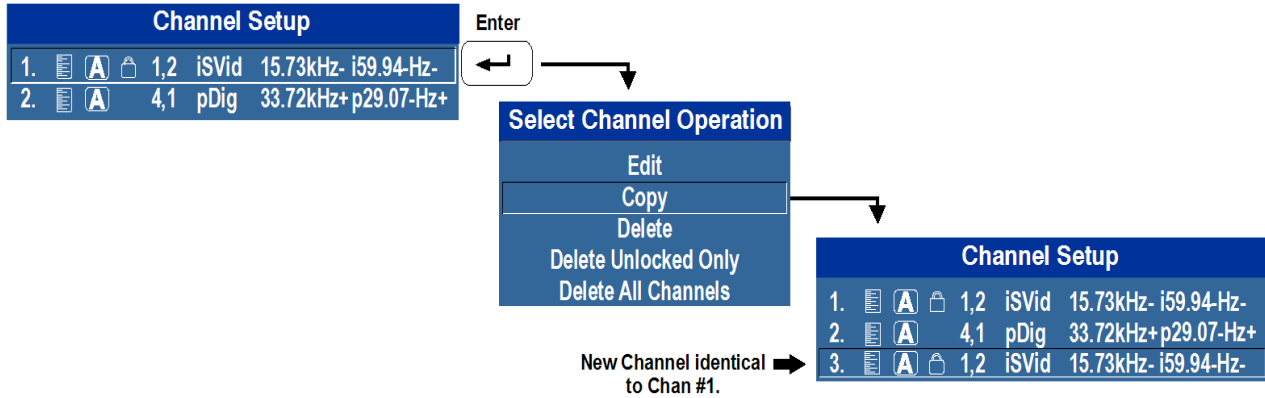 Channel Setup
1. A 1,2 iSVid 15.73kHz- i59.94-Hz-
2. A 4,1 pDig 33.72kHz+ p29.07-Hz+
Enter
Select Channel Operation
Edit
Copy
Delete
Delete Unlocked Only
Delete All Channels
Channel Setup
1. A 1,2 iSVid 15.73kHz- i59.94-Hz-
2. A 4,1 pDig 33.72kHz+ p29.07-Hz+
3. A 1,2 iSVid 15.73kHz- i59.94-Hz-
New Channel identical
to Chan #1.